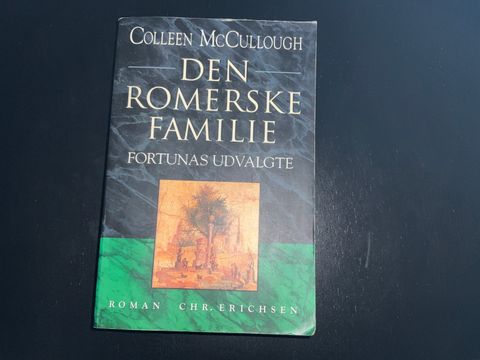 COLLEEN MCCULLOUGH
DEN
ROMERSKE
FAMILIE
FORTUNAS UDVALGTE
ROMAN CHR. ERICHSEN